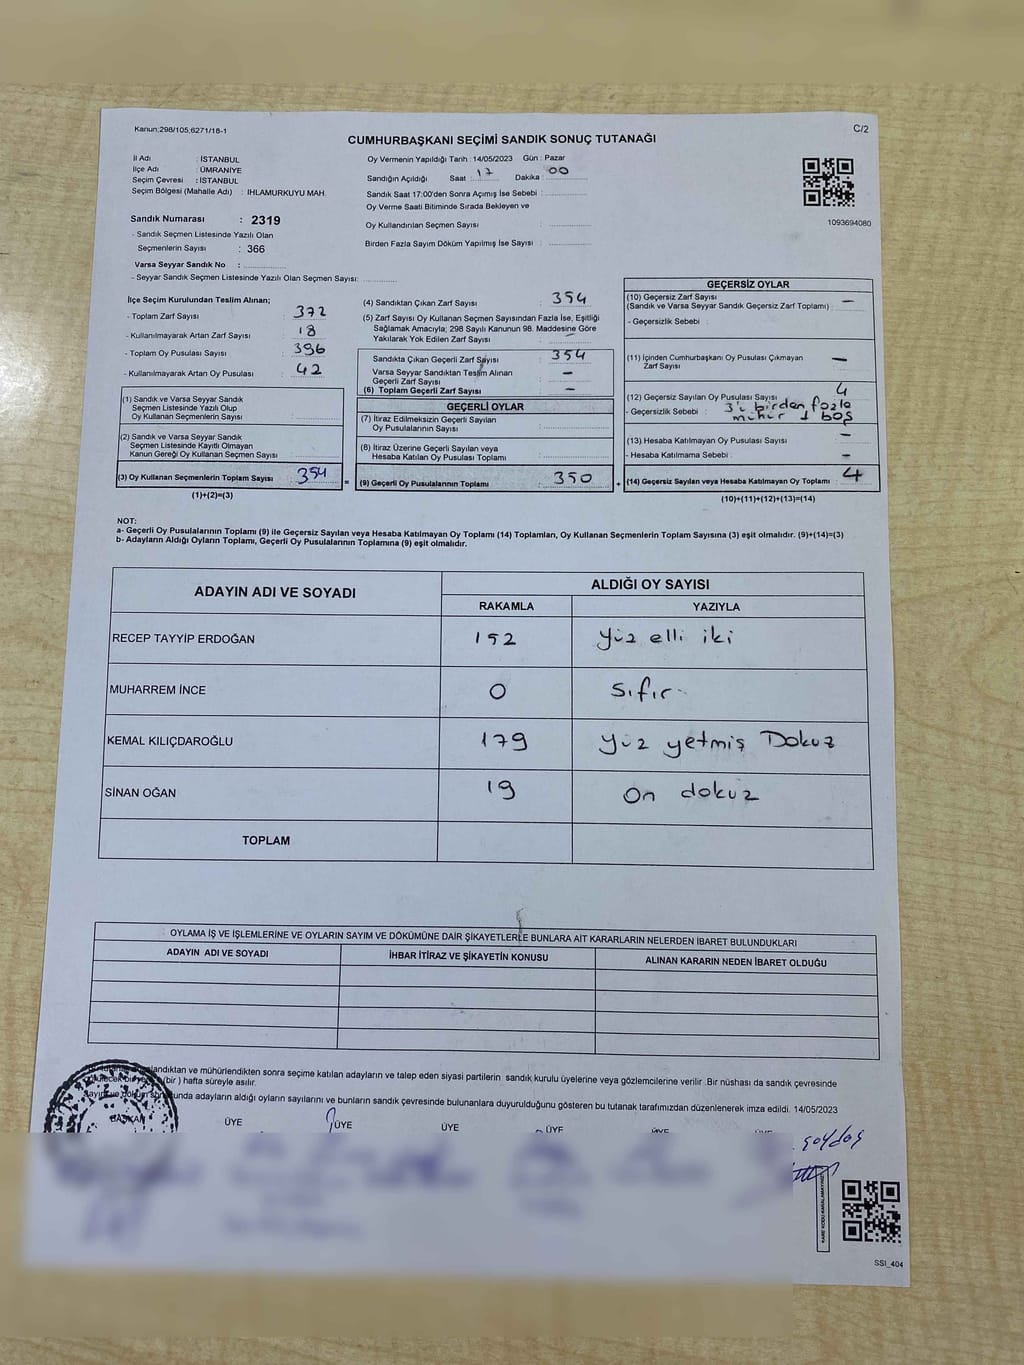 Kanun;298/105,6271/18-1
C/2
CUMHURBAŞKANI SEÇİMİ SANDIK SONUÇ TUTANAĞI
İl Adı : İSTANBUL
İlçe Adı : ÜMRANİYE
Seçim Çevresi : İSTANBUL
Seçim Bölgesi (Mahalle Adı) : IHLAMURKUYU MAH.
Sandık Numarası : 2319
- Sandık Seçmen Listesinde Yazılı Olan
Seçmenlerin Sayısı : 366
Varsa Seyyar Sandık No :
- Seyyar Sandık Seçmen Listesinde Yazılı Olan Seçmen Sayısı:
Oy Vermenin Yapıldığı Tarih : 14/05/2023 Gün : Pazar
Sandığın Açıldığı Saat : 17 Dakika : 00
Sandık Saat 17:00'den Sonra Açımış İse Sebebi :
Oy Verme Saati Bitiminde Sırada Bekleyen ve
Oy Kullandırılan Seçmen Sayısı :
Birden Fazla Sayım Döküm Yapılmış İse Sayısı :
1093694080
İlçe Seçim Kurulundan Teslim Alınan;
- Toplam Zarf Sayısı : 372
- Kullanılmayarak Artan Zarf Sayısı : 18
- Toplam Oy Pusulası Sayısı : 396
- Kullanılmayarak Artan Oy Pusulası : 42
(1) Sandık ve Varsa Seyyar Sandık
Seçmen Listesinde Yazılı Olup
Oy Kullanan Seçmenlerin Sayısı
(2) Sandık ve Varsa Seyyar Sandık
Seçmen Listesinde Kayıtlı Olmayan
Kanun Gereği Oy Kullanan Seçmen Sayısı
(3) Oy Kullanan Seçmenlerin Toplam Sayısı 354
(1)+(2)=(3)
(4) Sandıktan Çıkan Zarf Sayısı : 354
(5) Zarf Sayısı Oy Kullanan Seçmen Sayısından Fazla İse, Eşitliği
Sağlamak Amacıyla; 298 Sayılı Kanunun 98. Maddesine Göre
Yakılarak Yok Edilen Zarf Sayısı : –
Sandıkta Çıkan Geçerli Zarf Sayısı : 354
Varsa Seyyar Sandıktan Teslim Alınan
Geçerli Zarf Sayısı : –
(6) Toplam Geçerli Zarf Sayısı : –
GEÇERLİ OYLAR
(7) İtiraz Edilmeksizin Geçerli Sayılan
Oy Pusulalarının Sayısı :
(8) İtiraz Üzerine Geçerli Sayılan veya
Hesaba Katılan Oy Pusulası Toplamı :
(9) Geçerli Oy Pusulalarının Toplamı : 350
GEÇERSİZ OYLAR
(10) Geçersiz Zarf Sayısı
(Sandık ve Varsa Seyyar Sandık Geçersiz Zarf Toplamı) : –
- Geçersizlik Sebebi :
(11) İçinden Cumhurbaşkanı Oy Pusulası Çıkmayan
Zarf Sayısı : –
(12) Geçersiz Sayılan Oy Pusulası Sayısı : 4
- Geçersizlik Sebebi : 3'ü birden fazla
mühür 1 boş
(13) Hesaba Katılmayan Oy Pusulası Sayısı : –
- Hesaba Katılmama Sebebi : –
(14) Geçersiz Sayılan veya Hesaba Katılmayan Oy Toplamı : 4
(10)+(11)+(12)+(13)=(14)
NOT:
a- Geçerli Oy Pusulalarının Toplamı (9) ile Geçersiz Sayılan veya Hesaba Katılmayan Oy Toplamı (14) Toplamları, Oy Kullanan Seçmenlerin Toplam Sayısına (3) eşit olmalıdır. (9)+(14)=(3)
b- Adayların Aldığı Oyların Toplamı, Geçerli Oy Pusulalarının Toplamına (9) eşit olmalıdır.
ADAYIN ADI VE SOYADI
ALDIĞI OY SAYISI
RAKAMLA YAZIYLA
RECEP TAYYİP ERDOĞAN 152 yüz elli iki
MUHARREM İNCE 0 sıfır
KEMAL KILIÇDAROĞLU 179 yüz yetmiş Dokuz
SİNAN OĞAN 19 On dokuz
TOPLAM
OYLAMA İŞ VE İŞLEMLERİNE VE OYLARIN SAYIM VE DÖKÜMÜNE DAİR ŞİKAYETLERLE BUNLARA AİT KARARLARIN NELERDEN İBARET BULUNDUKLARI
ADAYIN ADI VE SOYADI İHBAR İTİRAZ VE ŞİKAYETİN KONUSU ALINAN KARARIN NEDEN İBARET OLDUĞU
ve mühürlendikten sonra seçime katılan adayların ve talep eden siyasi partilerin sandık kurulu üyelerine veya gözlemcilerine verilir. Bir nüshası da sandık çevresinde
(bir) hafta süreyle asılır.
adayların aldığı oyların sayılarını ve bunların sandık çevresinde bulunanlara duyurulduğunu gösteren bu tutanak tarafımızdan düzenlenerek imza edildi. 14/05/2023
BAŞKAN ÜYE ÜYE ÜYE ÜYE
KARE KODU KARALAMAYINIZ
SSI_404